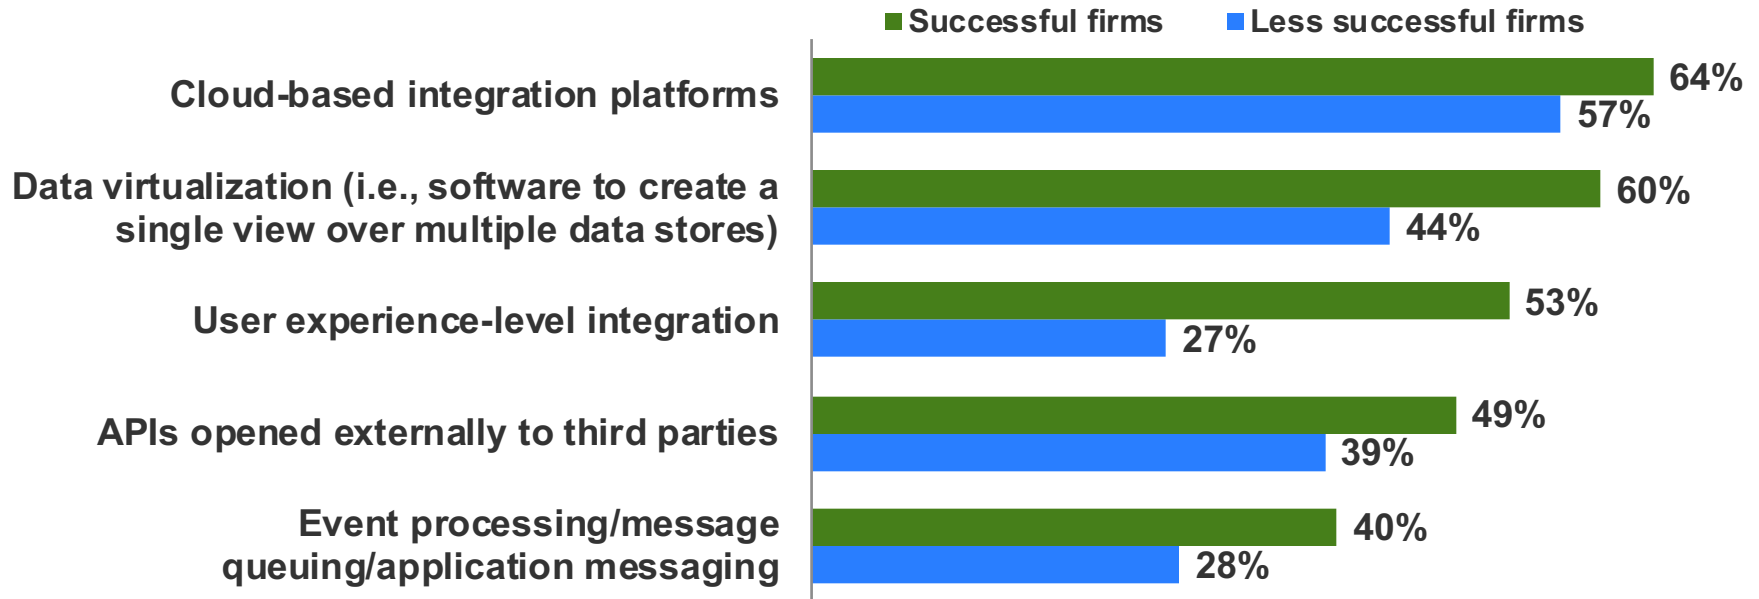 Successful firms Less successful firms
Cloud-based integration platforms
64%
57%
Data virtualization (i.e., software to create a
single view over multiple data stores)
60%
44%
User experience-level integration
53%
27%
APIs opened externally to third parties
49%
39%
Event processing/message
queuing/application messaging
40%
28%